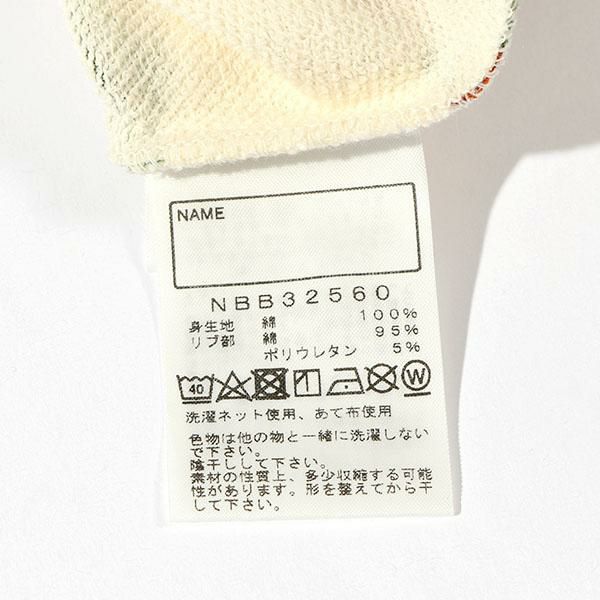 NAME
NBB32560
身生地 綿 100%
リブ部 綿 95%
ポリウレタン 5%
40 W
洗濯ネット使用、あて布使用
色物は他の物と一緒に洗濯しない
で下さい。
陰干しして下さい。
素材の性質上、多少収縮する可能
性があります。形を整えてから干
して下さい。